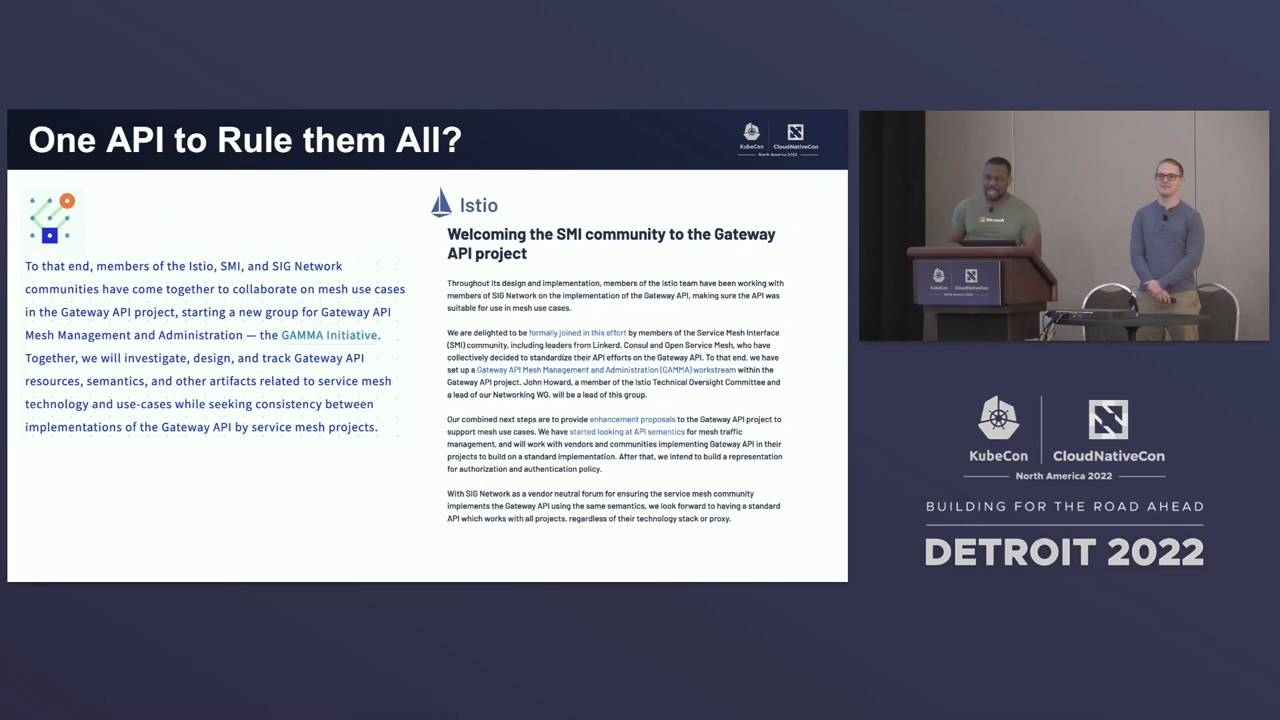 One API to Rule them All?
KubeCon
CloudNativeCon
North America 2022
To that end, members of the Istio, SMI, and SIG Network
communities have come together to collaborate on mesh use cases
in the Gateway API project, starting a new group for Gateway API
Mesh Management and Administration — the GAMMA Initiative.
Together, we will investigate, design, and track Gateway API
resources, semantics, and other artifacts related to service mesh
technology and use-cases while seeking consistency between
implementations of the Gateway API by service mesh projects.
Istio
Welcoming the SMI community to the Gateway
API project
Throughout its design and implementation, members of the Istio team have been working with
members of SIG Network on the implementation of the Gateway API, making sure the API was
suitable for use in mesh use cases.
We are delighted to be formally joined in this effort by members of the Service Mesh Interface
(SMI) community, including leaders from Linkerd, Consul and Open Service Mesh, who have
collectively decided to standardize their API efforts on the Gateway API. To that end, we have
set up a Gateway API Mesh Management and Administration (GAMMA) workstream within the
Gateway API project. John Howard, a member of the Istio Technical Oversight Committee and
a lead of our Networking WG, will be a lead of this group.
Our combined next steps are to provide enhancement proposals to the Gateway API project to
support mesh use cases. We have started looking at API semantics for mesh traffic
management, and will work with vendors and communities implementing Gateway API in their
projects to build on a standard implementation. After that, we intend to build a representation
for authorization and authentication policy.
With SIG Network as a vendor neutral forum for ensuring the service mesh community
implements the Gateway API using the same semantics, we look forward to having a standard
API which works with all projects, regardless of their technology stack or proxy.
Microsoft
KubeCon
CloudNativeCon
North America 2022
KubeCon
CloudNativeCon
North America 2022
BUILDING FOR THE ROAD AHEAD
DETROIT 2022